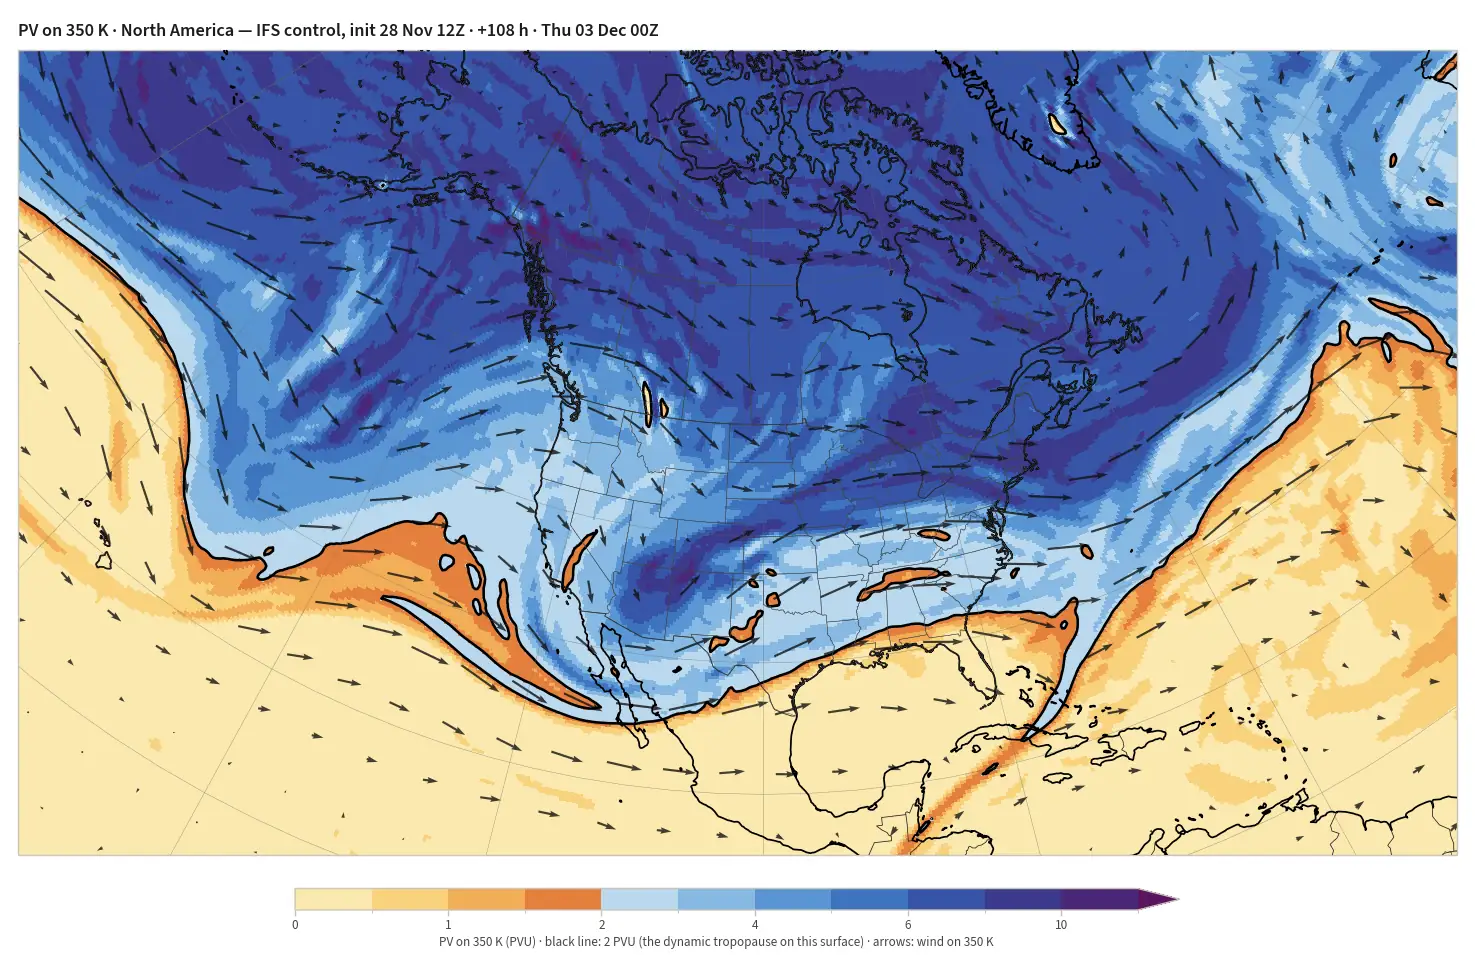 PV on 350 K · North America — IFS control, init 28 Nov 12Z · +108 h · Thu 03 Dec 00Z
0 1 2 4 6 10
PV on 350 K (PVU) · black line: 2 PVU (the dynamic tropopause on this surface) · arrows: wind on 350 K